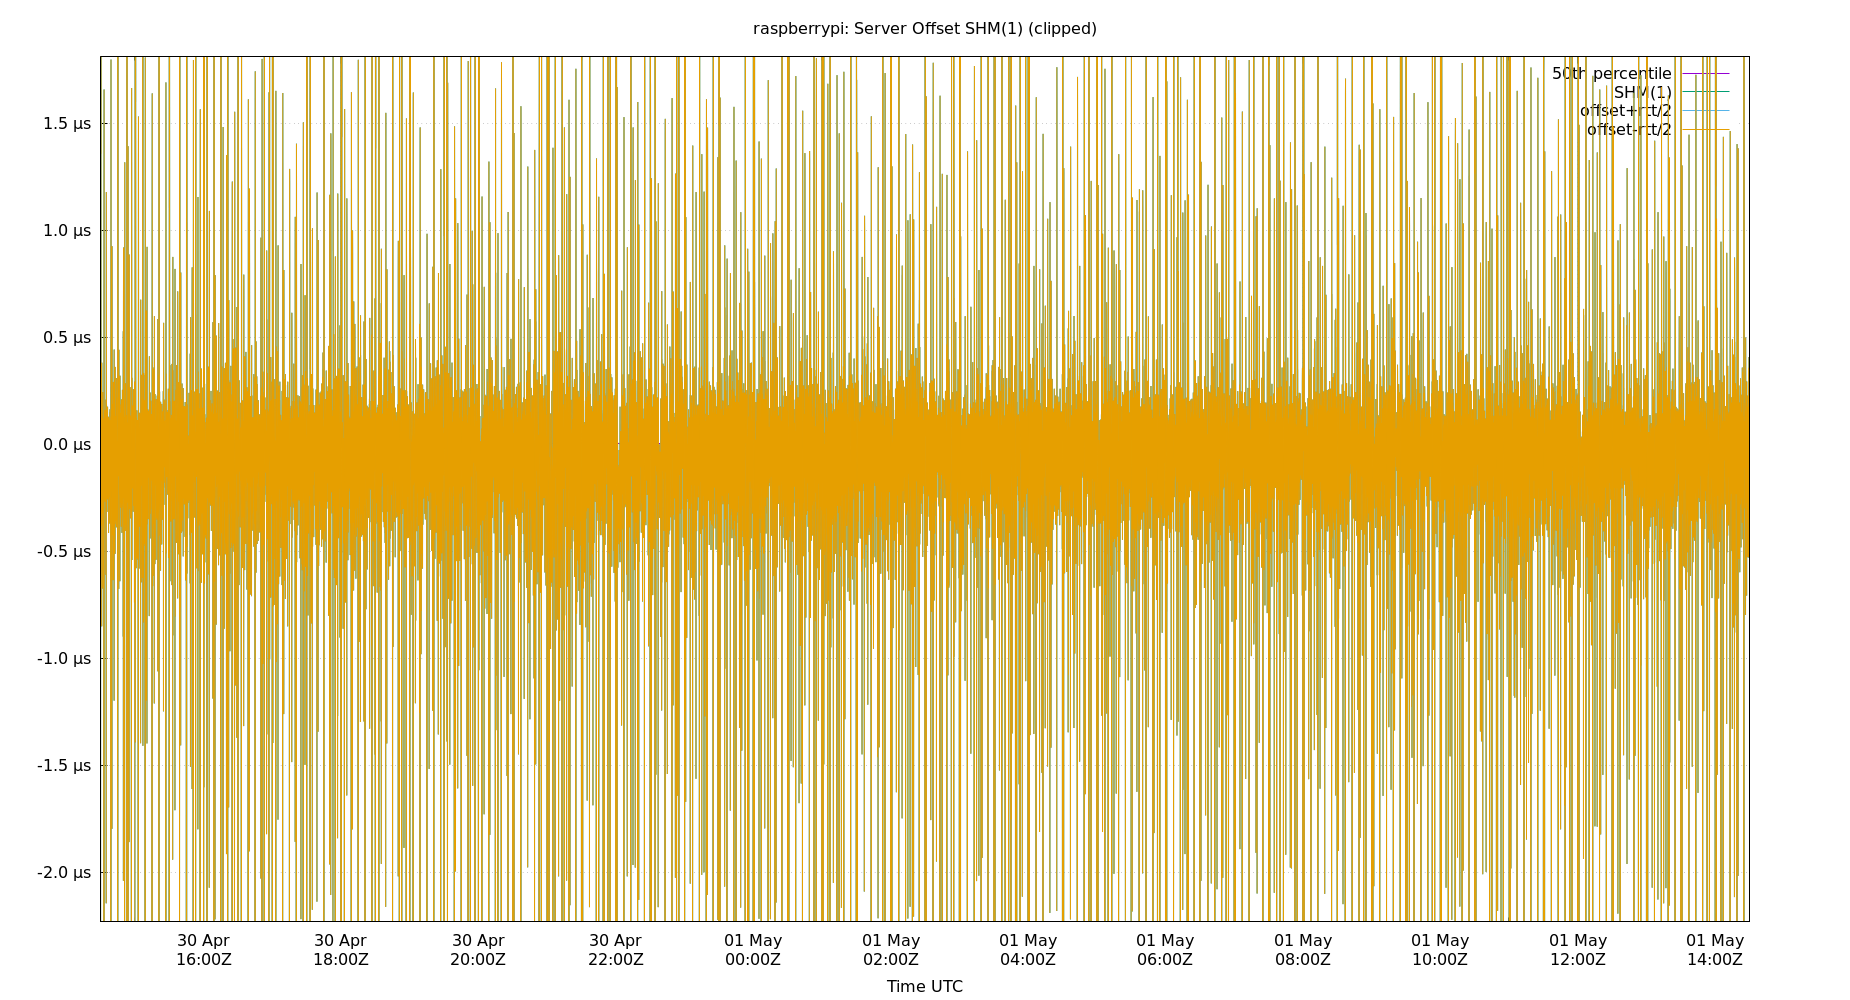 raspberrypi: Server Offset SHM(1) (clipped)
50th percentile
SHM(1)
offset+rtt/2
offset-rtt/2
1.5 µs
1.0 µs
0.5 µs
0.0 µs
-0.5 µs
-1.0 µs
-1.5 µs
-2.0 µs
30 Apr 30 Apr 30 Apr 30 Apr 01 May 01 May 01 May 01 May 01 May 01 May 01 May 01 May
16:00Z 18:00Z 20:00Z 22:00Z 00:00Z 02:00Z 04:00Z 06:00Z 08:00Z 10:00Z 12:00Z 14:00Z
Time UTC